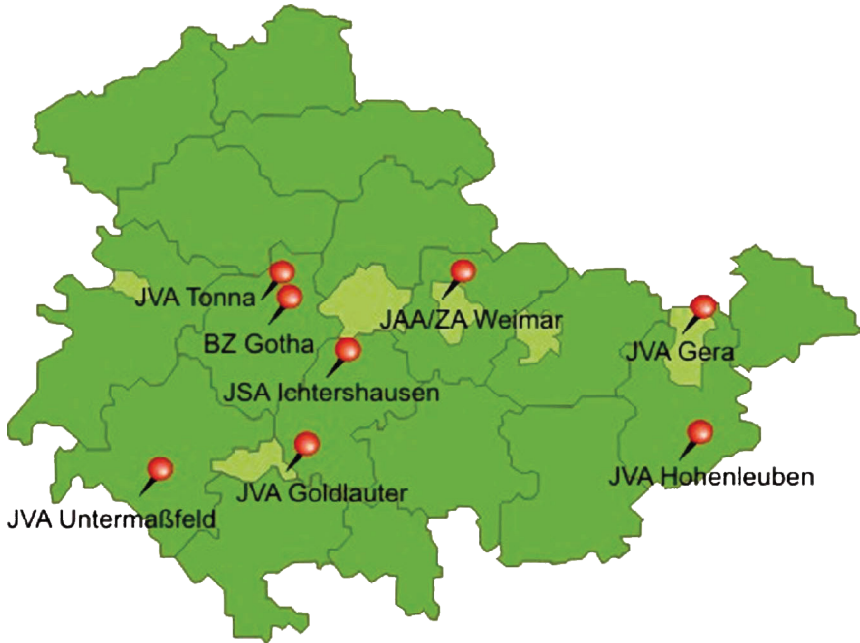 JVA Tonna
BZ Gotha
JAA/ZA Weimar
JVA Gera
JSA Ichtershausen
JVA Goldlauter
JVA Hohenleuben
JVA Untermaßfeld